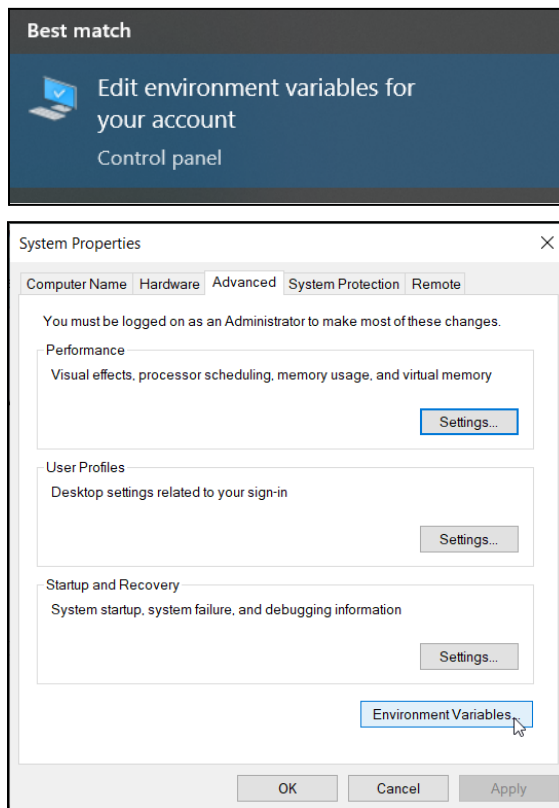 Best match
Edit environment variables for
your account
Control panel
System Properties
Computer Name Hardware Advanced System Protection Remote
You must be logged on as an Administrator to make most of these changes.
Performance
Visual effects, processor scheduling, memory usage, and virtual memory
Settings...
User Profiles
Desktop settings related to your sign-in
Settings...
Startup and Recovery
System startup, system failure, and debugging information
Settings...
Environment Variables...
OK Cancel Apply